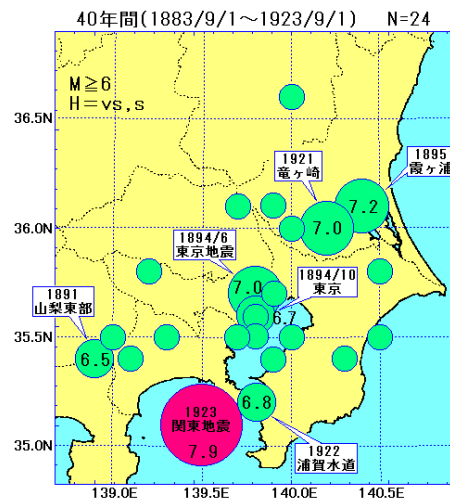 40年間(1883/9/1～1923/9/1) N=24
M≧6
H=vs,s
36.5N
36.0N
35.5N
35.0N
1921
竜ヶ崎
1895
霞ヶ浦
7.2
7.0
1894/6
東京地震
7.0
1894/10
東京
6.7
1891
山梨東部
6.5
6.8
1923
関東地震
7.9
1922
浦賀水道
139.0E
139.5E
140.0E
140.5E